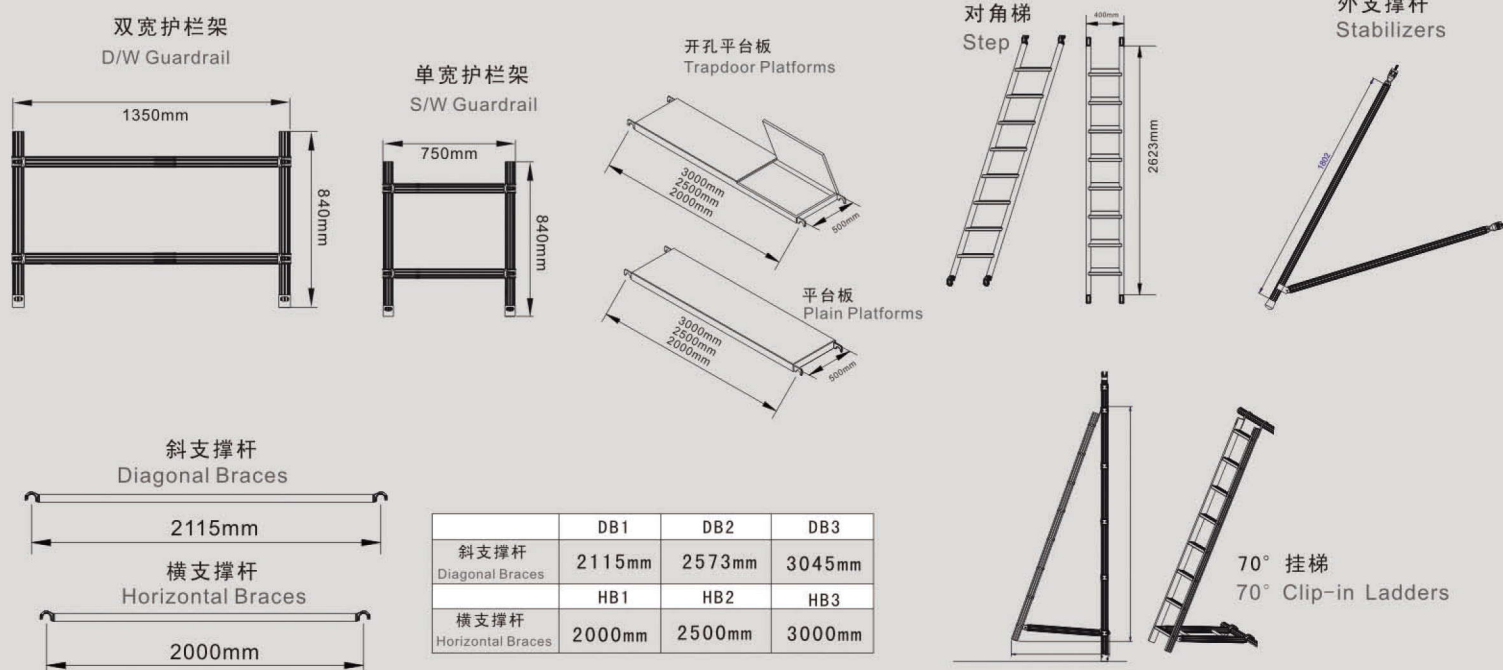 双宽护栏架
D/W Guardrail
1350mm
840mm
单宽护栏架
S/W Guardrail
750mm
840mm
开孔平台板
Trapdoor Platforms
3000mm
2500mm
2000mm
500mm
平台板
Plain Platforms
3000mm
2500mm
2000mm
500mm
对角梯
Step
400mm
2623mm
外支撑杆
Stabilizers
1802
斜支撑杆
Diagonal Braces
2115mm
横支撑杆
Horizontal Braces
2000mm
DB1 DB2 DB3
斜支撑杆
Diagonal Braces
2115mm 2573mm 3045mm
HB1 HB2 HB3
横支撑杆
Horizontal Braces
2000mm 2500mm 3000mm
70° 挂梯
70° Clip-in Ladders